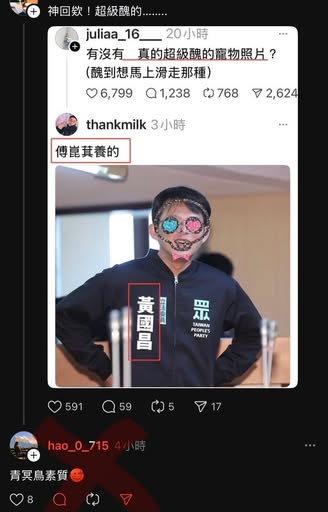 神回欸！超級醜的........
juliaa_16___ 20小時
有沒有 真的超級醜的寵物照片？
(醜到想馬上滑走那種)
6,799 1,238 768 2,624
thankmilk 3小時
傅崑萁養的
黃國昌
眾
TAIWAN
PEOPLE'S
PARTY
591 59 5 17
hao_0_715 4小時
青冥鳥素質
8